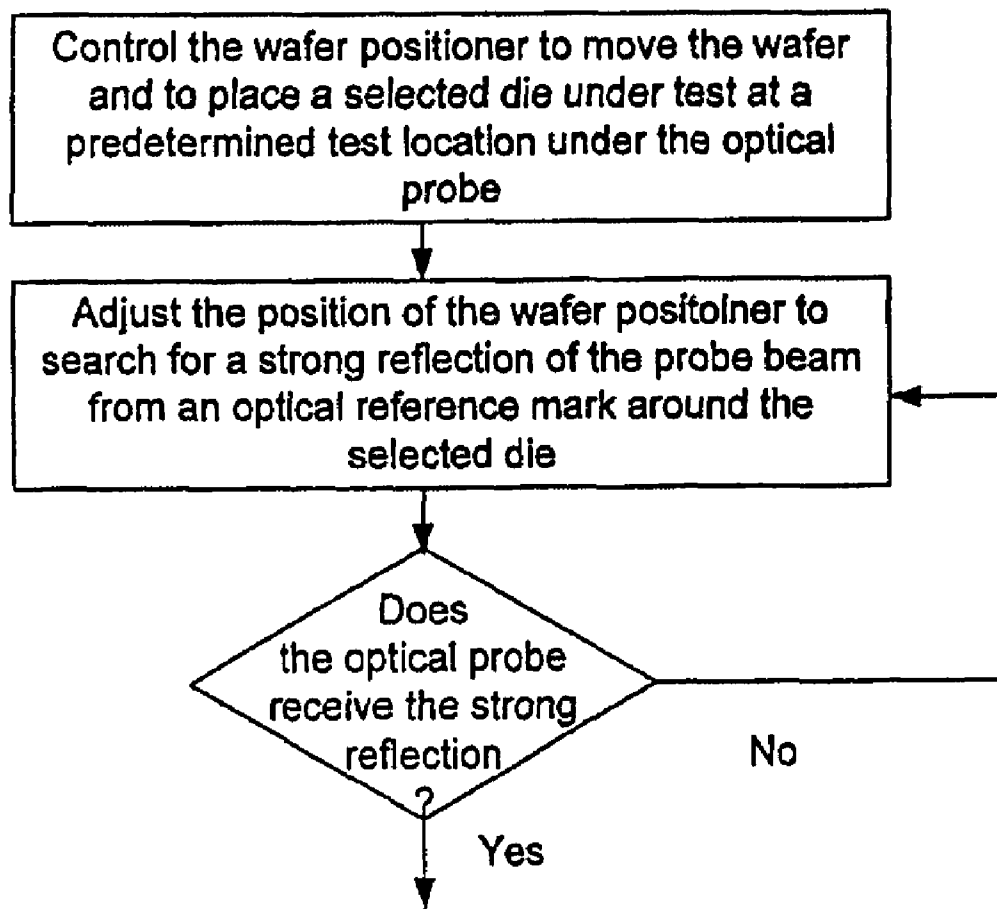 Control the wafer positioner to move the wafer
and to place a selected die under test at a
predetermined test location under the optical
probe
Adjust the position of the wafer positolner to
search for a strong reflection of the probe beam
from an optical reference mark around the
selected die
Does
the optical probe
receive the strong
reflection
?
No
Yes